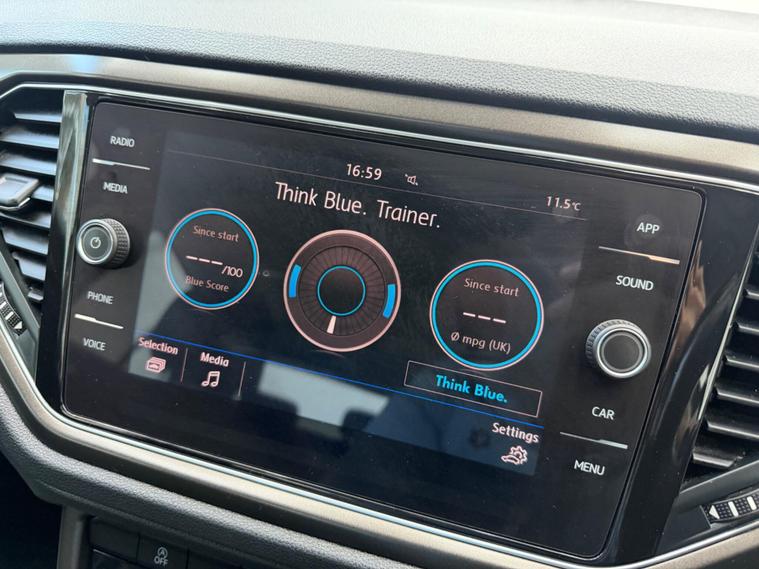 RADIO
MEDIA
PHONE
VOICE
16:59
11.5°C
Think Blue. Trainer.
Since start
---/100
Blue Score
Since start
---
Ø mpg (UK)
Selection
Media
Think Blue.
Settings
APP
SOUND
CAR
MENU
A
OFF